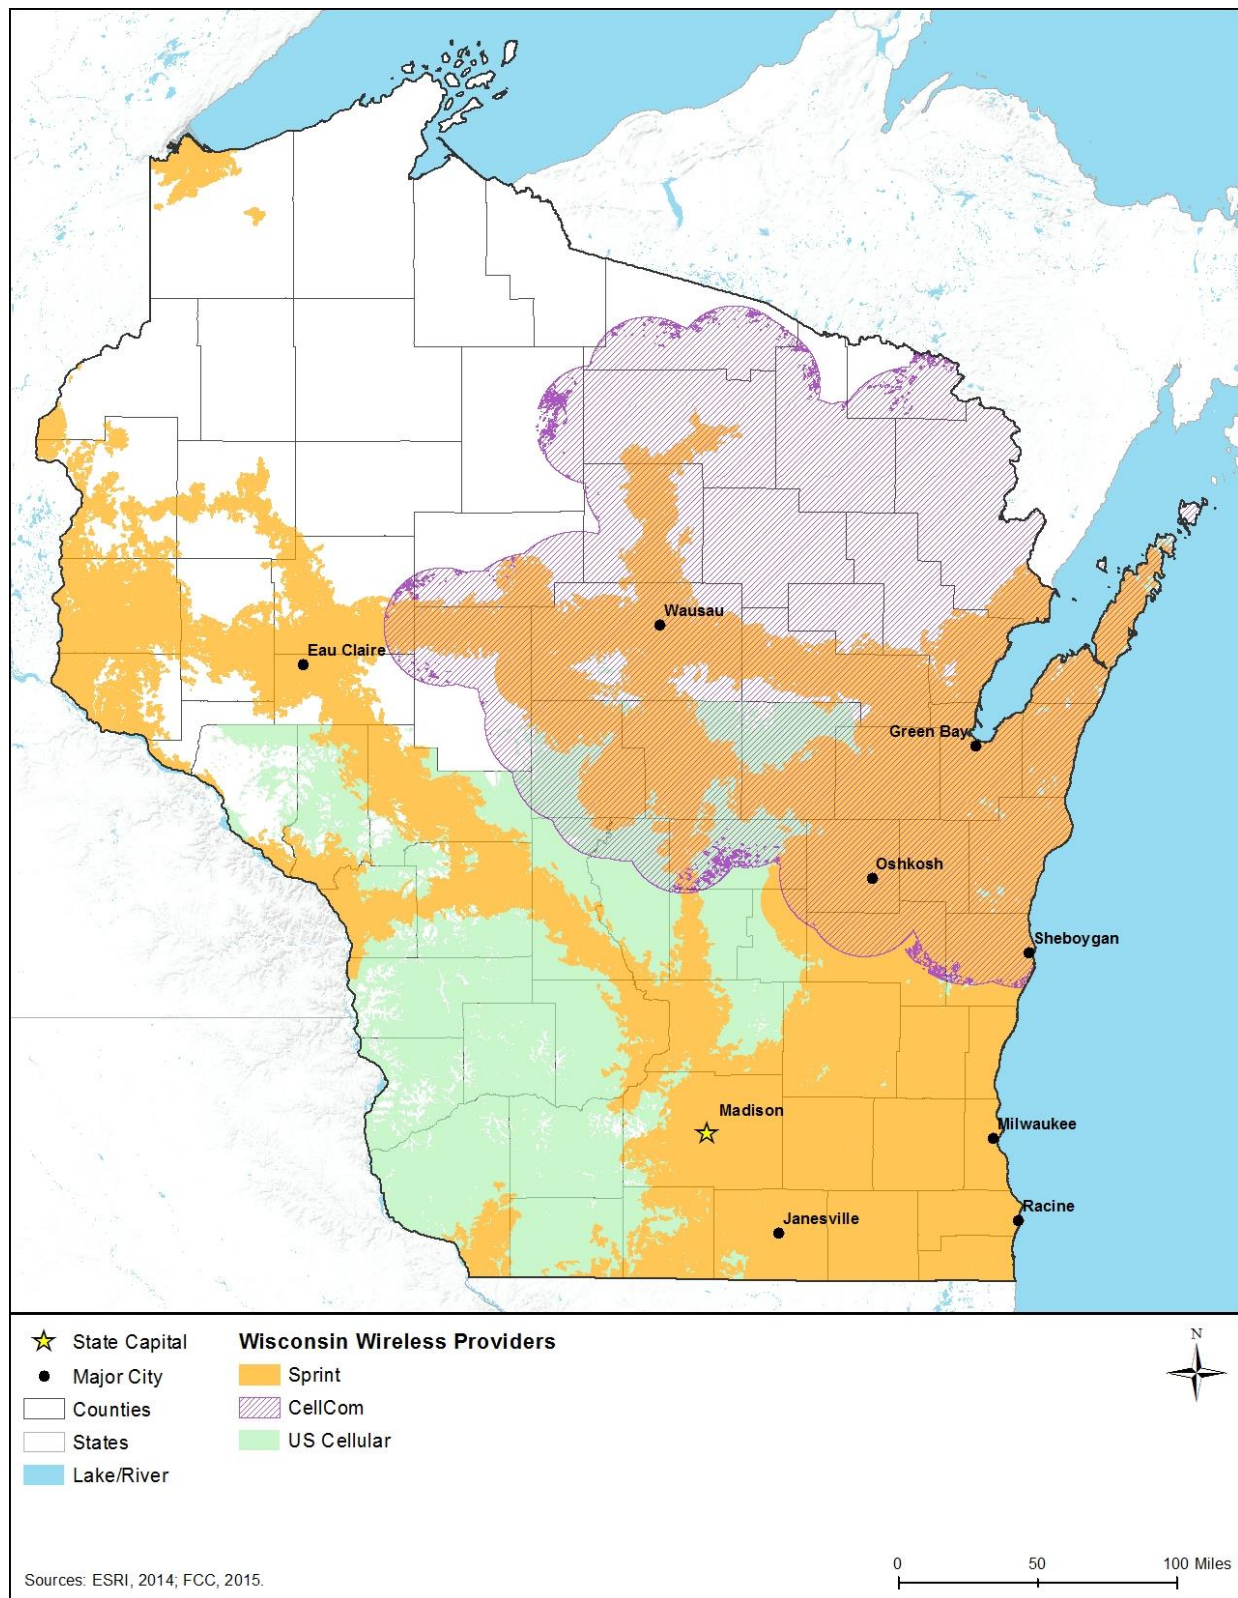 Wausau
Eau Claire
Green Bay
Oshkosh
Sheboygan
Madison
Milwaukee
Racine
Janesville
State Capital
Major City
Counties
States
Lake/River
Wisconsin Wireless Providers
Sprint
CellCom
US Cellular
N
0 50 100 Miles
Sources: ESRI, 2014; FCC, 2015.